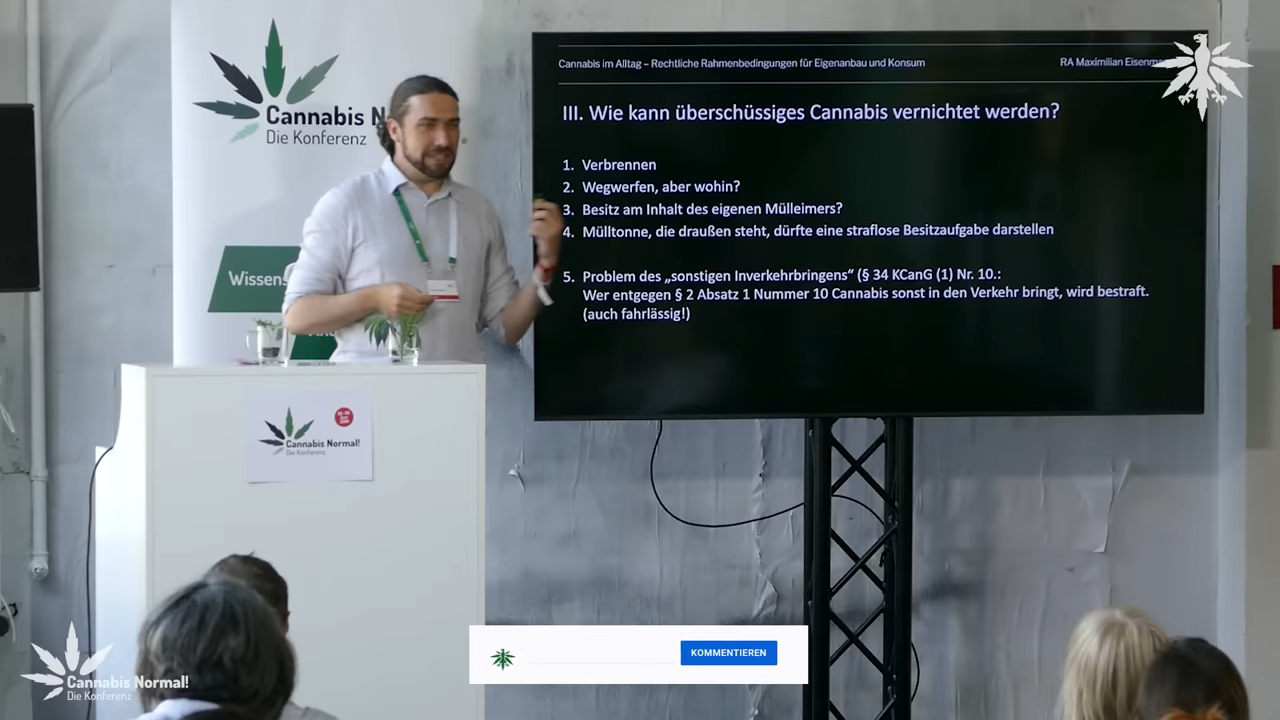 Cannabis im Alltag – Rechtliche Rahmenbedingungen für Eigenanbau und Konsum
RA Maximilian
III. Wie kann überschüssiges Cannabis vernichtet werden?
1. Verbrennen
2. Wegwerfen, aber wohin?
3. Besitz am Inhalt des eigenen Mülleimers?
4. Mülltonne, die draußen steht, dürfte eine straflose Besitzaufgabe darstellen
5. Problem des „sonstigen Inverkehrbringens“ (§ 34 KCanG (1) Nr. 10.:
Wer entgegen § 2 Absatz 1 Nummer 10 Cannabis sonst in den Verkehr bringt, wird bestraft.
(auch fahrlässig!)
Cannabis N
Die Konferenz
Wissens
Cannabis Normal!
Die Konferenz
KOMMENTIEREN
Cannabis Normal!
Die Konferenz